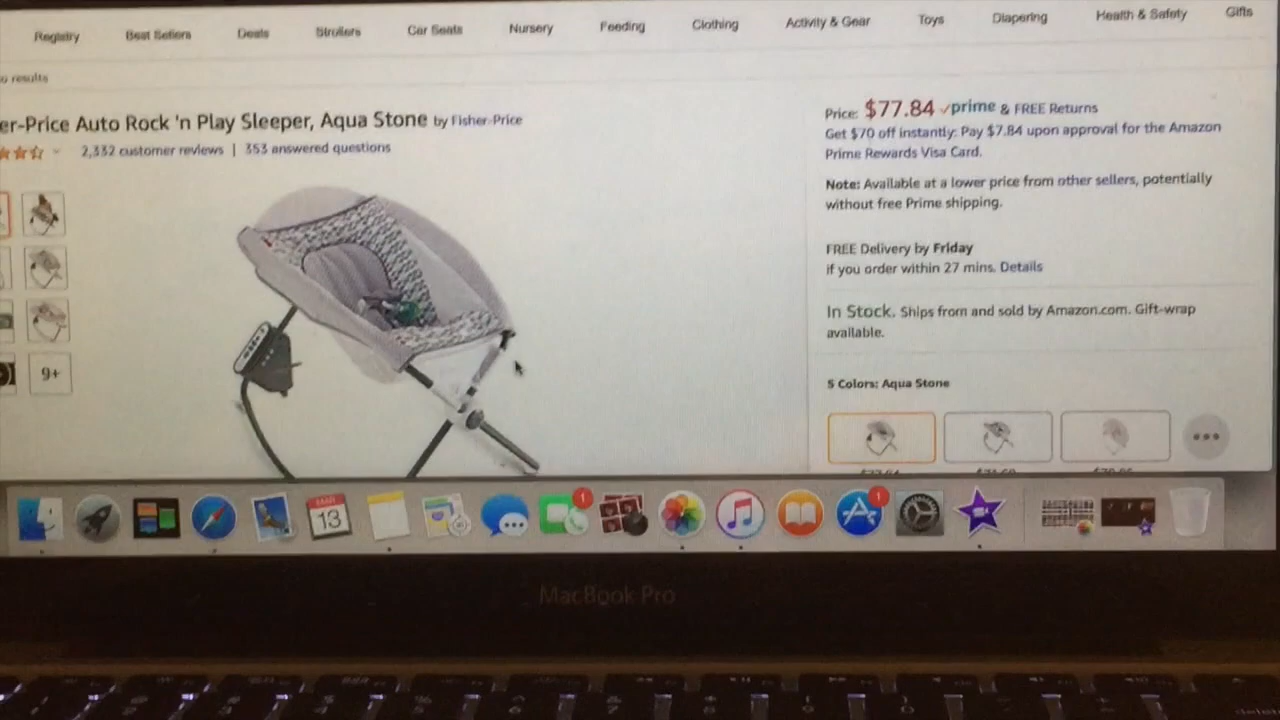 Registry Best Sellers Deals Strollers Car Seats Nursery Feeding Clothing Activity & Gear Toys Diapering Health & Safety Gifts
results
er-Price Auto Rock 'n Play Sleeper, Aqua Stone by Fisher-Price
2,332 customer reviews | 353 answered questions
9+
Price: $77.84 prime & FREE Returns
Get $70 off instantly: Pay $7.84 upon approval for the Amazon
Prime Rewards Visa Card.
Note: Available at a lower price from other sellers, potentially
without free Prime shipping.
FREE Delivery by Friday
if you order within 27 mins. Details
In Stock. Ships from and sold by Amazon.com. Gift-wrap
available.
5 Colors: Aqua Stone
MAR
13
1
1
MacBook Pro